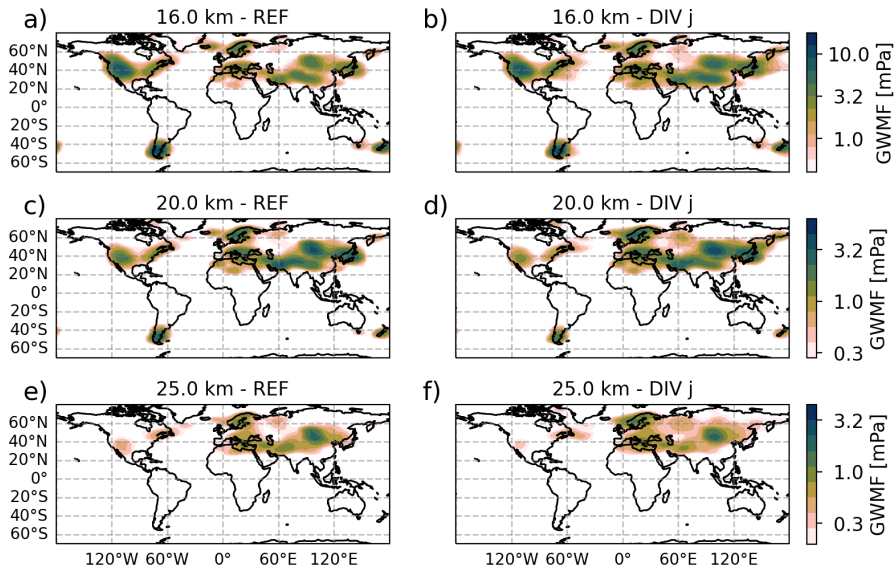 a) 16.0 km - REF
b) 16.0 km - DIV j
60°N
40°N
20°N
0°
20°S
40°S
60°S
10.0
3.2
1.0
GWMF [mPa]
c) 20.0 km - REF
d) 20.0 km - DIV j
60°N
40°N
20°N
0°
20°S
40°S
60°S
3.2
1.0
0.3
GWMF [mPa]
e) 25.0 km - REF
f) 25.0 km - DIV j
60°N
40°N
20°N
0°
20°S
40°S
60°S
3.2
1.0
0.3
GWMF [mPa]
120°W 60°W 0° 60°E 120°E
120°W 60°W 0° 60°E 120°E